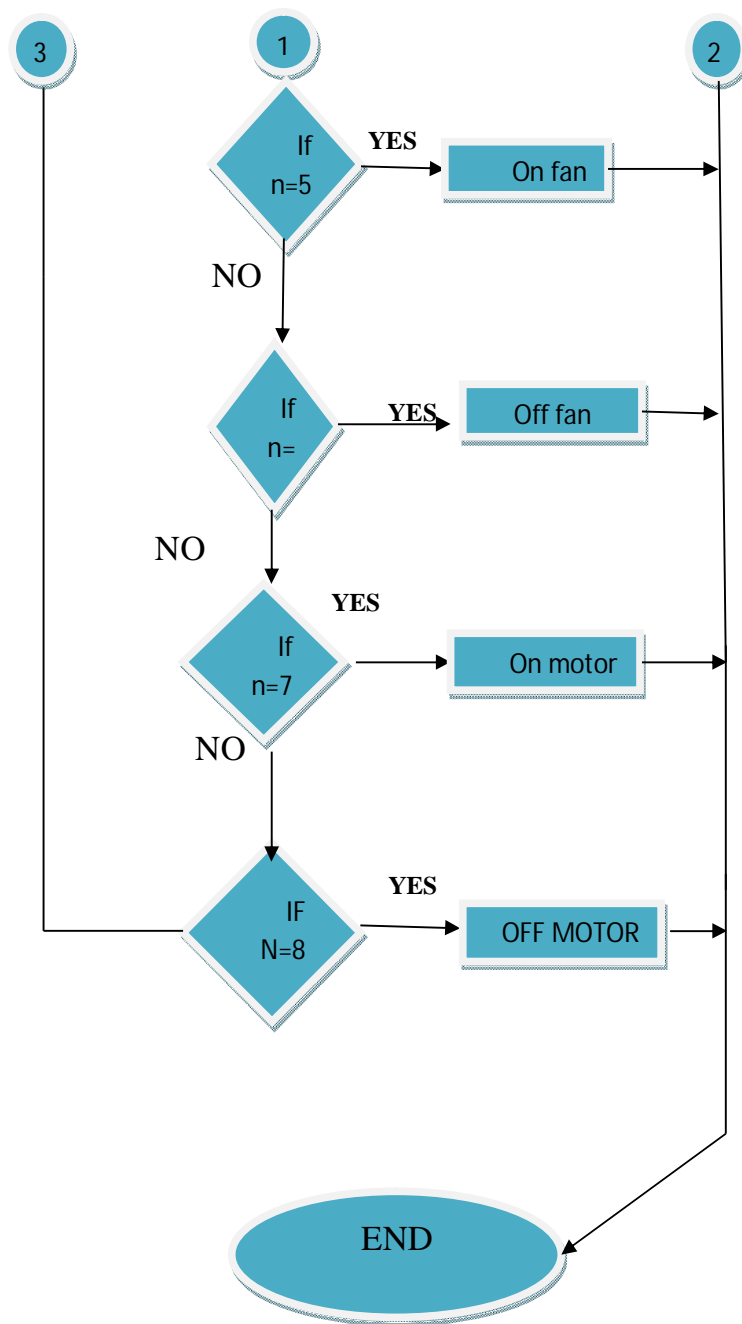 3
1
2
If
n=5
YES
On fan
NO
If
n=
YES
Off fan
NO
If
n=7
YES
On motor
NO
IF
N=8
YES
OFF MOTOR
END